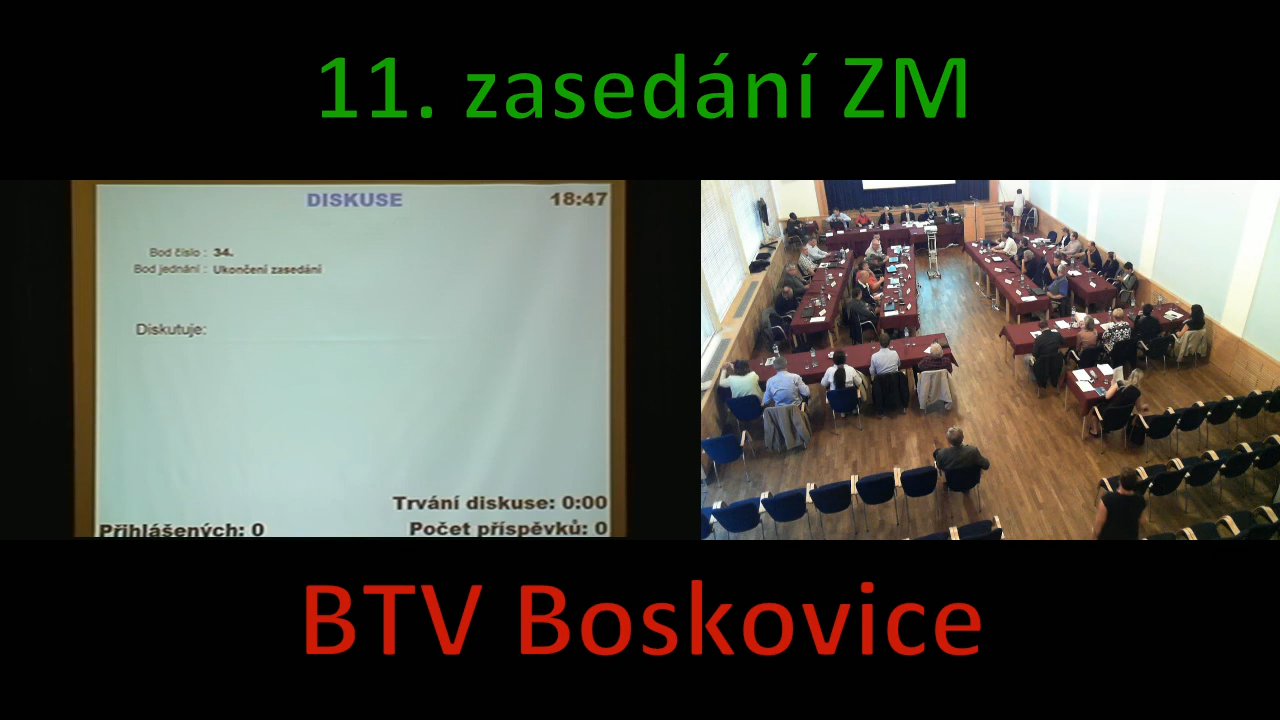 11. zasedání ZM
DISKUSE 18:47
Bod číslo : 34.
Bod jednání : Ukončení zasedání
Diskutuje:
Trvání diskuse: 0:00
Přihlášených: 0 Počet příspěvků: 0
BTV Boskovice